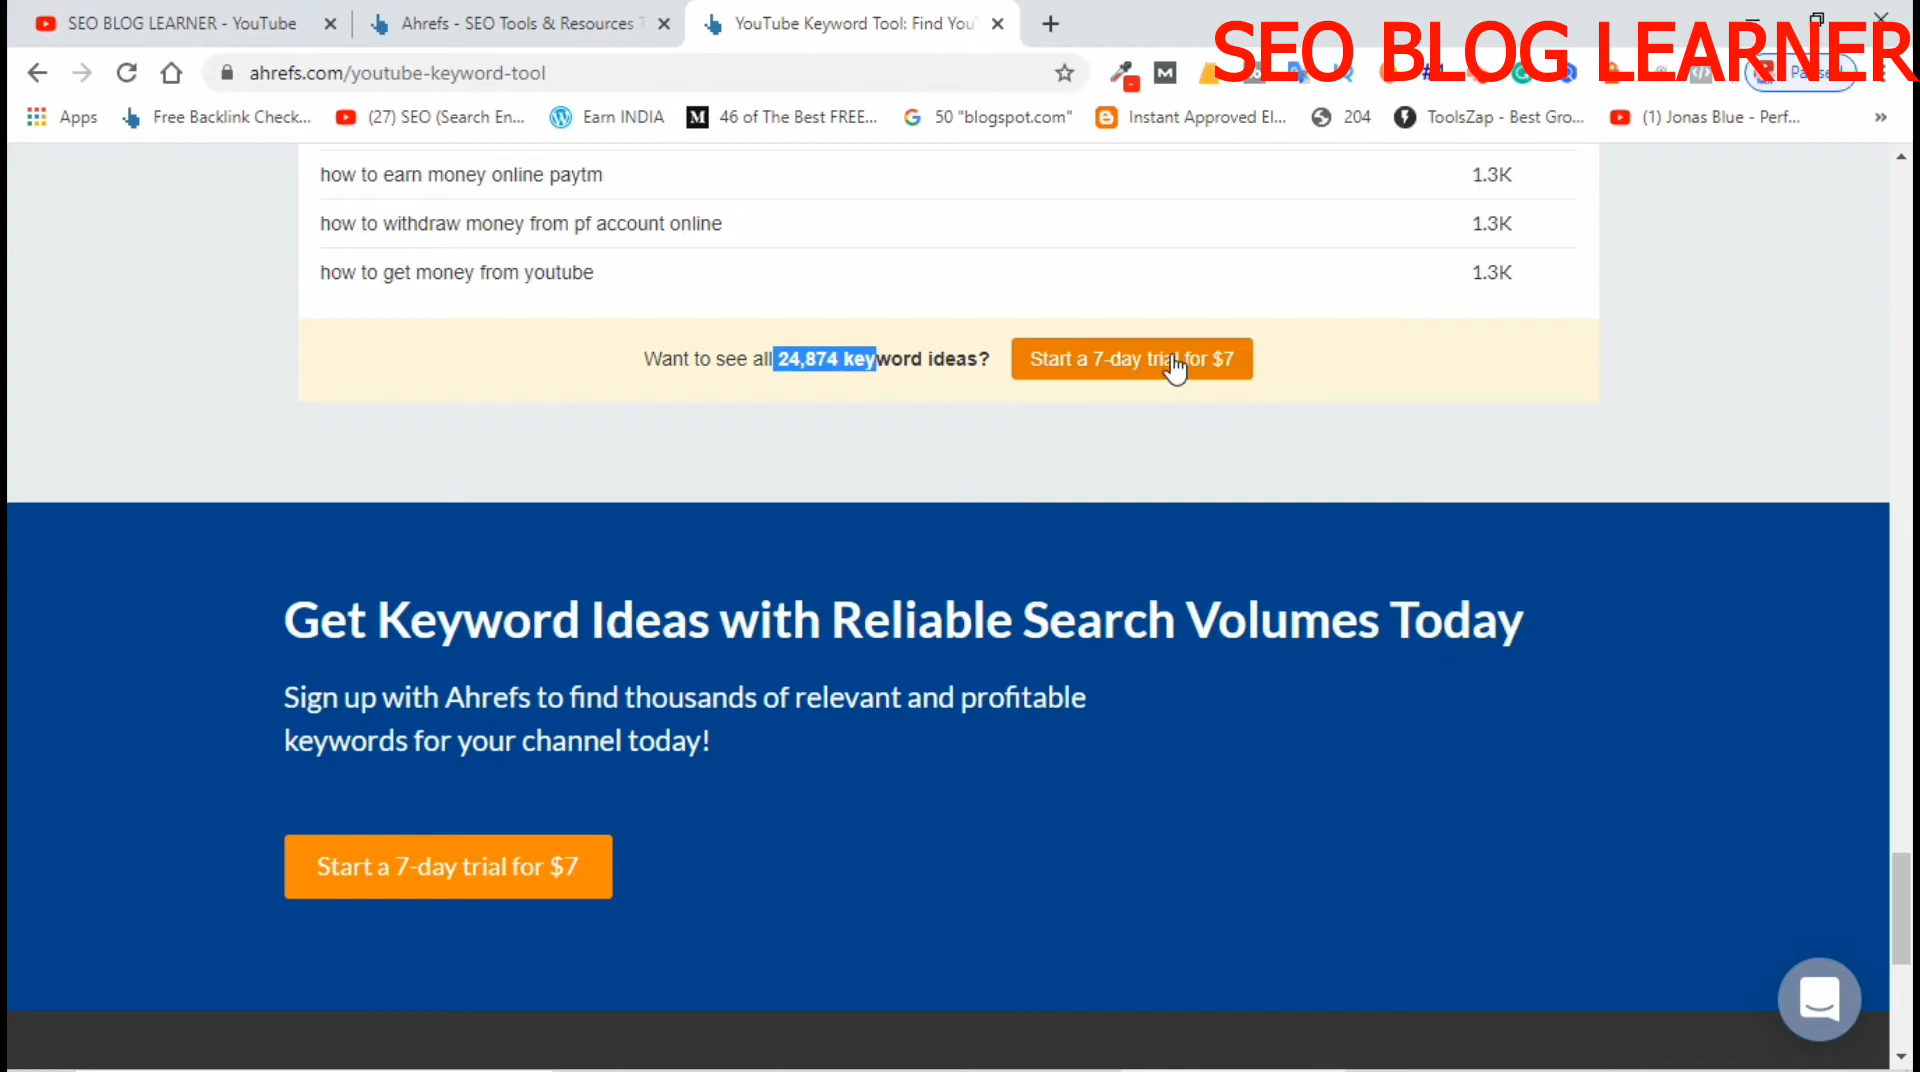 SEO BLOG LEARNER - YouTube
Ahrefs - SEO Tools & Resources
YouTube Keyword Tool: Find You
SEO BLOG LEARNER
ahrefs.com/youtube-keyword-tool
Apps
Free Backlink Check...
(27) SEO (Search En...
Earn INDIA
46 of The Best FREE...
50 "blogspot.com"
Instant Approved El...
204
ToolsZap - Best Gro...
(1) Jonas Blue - Perf...
how to earn money online paytm 1.3K
how to withdraw money from pf account online 1.3K
how to get money from youtube 1.3K
Want to see all 24,874 keyword ideas? Start a 7-day trial for $7
Get Keyword Ideas with Reliable Search Volumes Today
Sign up with Ahrefs to find thousands of relevant and profitable
keywords for your channel today!
Start a 7-day trial for $7